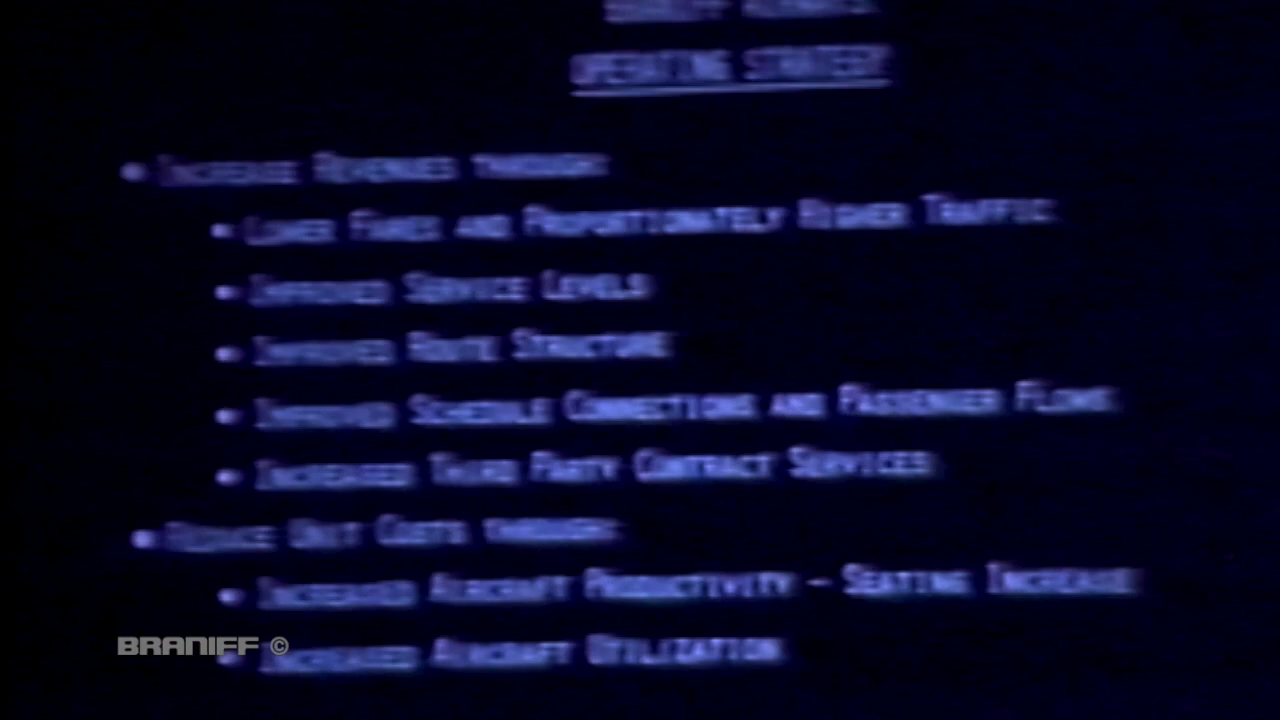 OPERATING STRATEGY
• INCREASE REVENUES THROUGH:
• LOWER FARES AND PROPORTIONATELY HIGHER TRAFFIC
• IMPROVED SERVICE LEVELS
• IMPROVED ROUTE STRUCTURE
• IMPROVED SCHEDULE CONNECTIONS AND PASSENGER FLOWS
• INCREASED THIRD PARTY CONTRACT SERVICES
• REDUCE UNIT COSTS THROUGH:
• INCREASED AIRCRAFT PRODUCTIVITY - SEATING INCREASE
• INCREASED AIRCRAFT UTILIZATION
BRANIFF ©